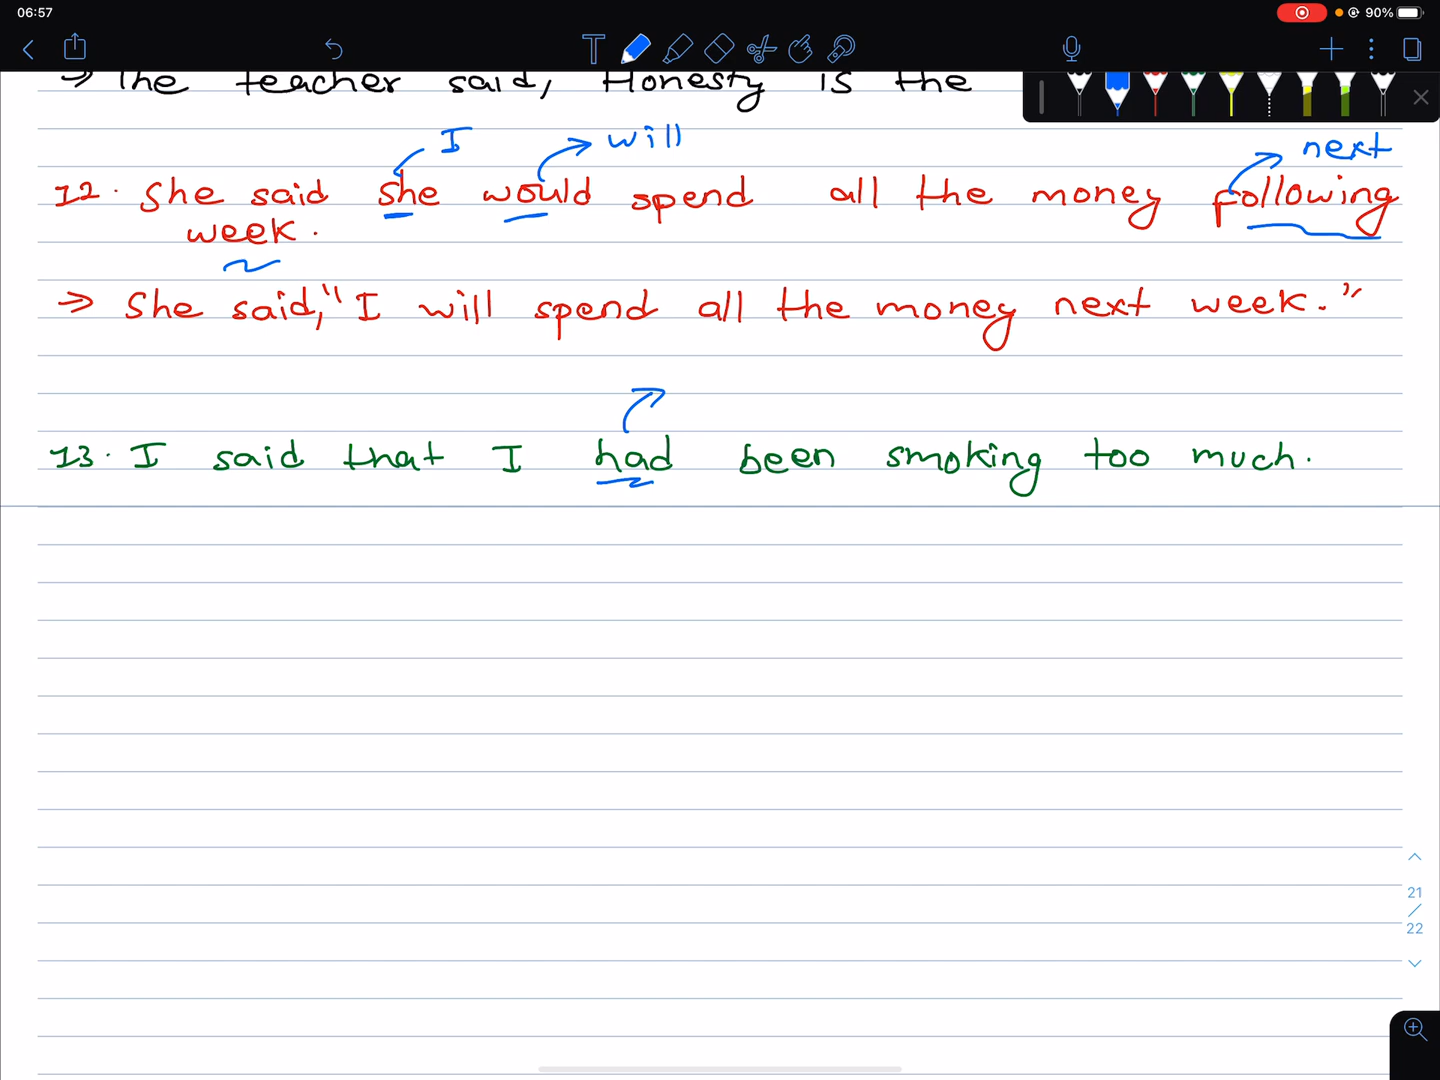 06:57
90%
⇒ The teacher said, Honesty is the
I will next
12. She said she would spend all the money following
week.
⇒ She said, "I will spend all the money next week."
13. I said that I had been smoking too much.
21
/
22